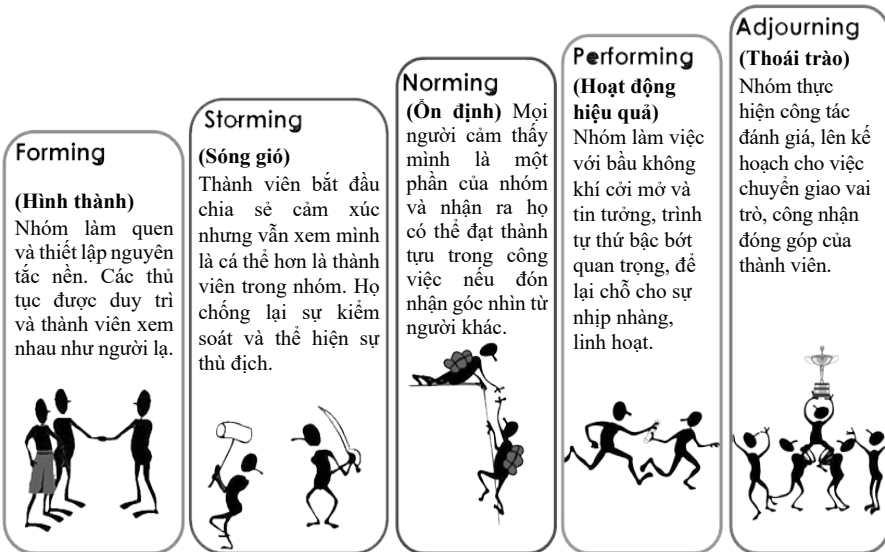 Forming
(Hình thành)
Nhóm làm quen
và thiết lập nguyên
tắc nền. Các thủ
tục được duy trì
và thành viên xem
nhau như người lạ.
Storming
(Sóng gió)
Thành viên bắt đầu
chia sẻ cảm xúc
nhưng vẫn xem mình
là cá thể hơn là thành
viên trong nhóm. Họ
chống lại sự kiểm
soát và thể hiện sự
thù địch.
Norming
(Ổn định) Mọi
người cảm thấy
mình là một
phần của nhóm
và nhận ra họ
có thể đạt thành
tựu trong công
việc nếu đón
nhận góc nhìn từ
người khác.
Performing
(Hoạt động
hiệu quả)
Nhóm làm việc
với bầu không
khí cởi mở và
tin tưởng, trình
tự thứ bậc bớt
quan trọng, để
lại chỗ cho sự
nhịp nhàng,
linh hoạt.
Adjourning
(Thoái trào)
Nhóm thực
hiện công tác
đánh giá, lên kế
hoạch cho việc
chuyển giao vai
trò, công nhận
đóng góp của
thành viên.